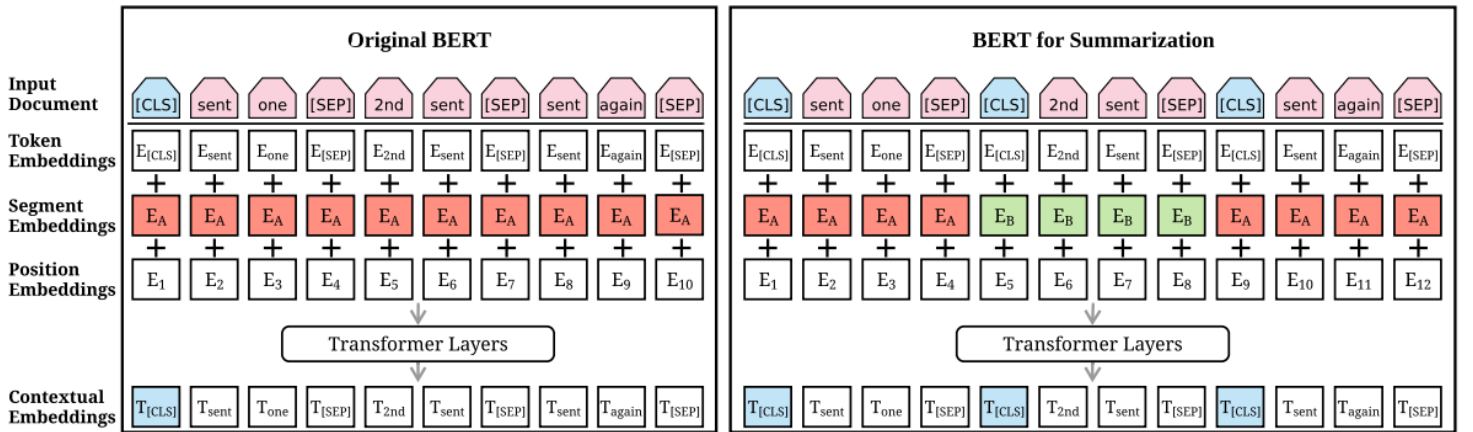 Original BERT BERT for Summarization
Input Document [CLS] sent one [SEP] 2nd sent [SEP] sent again [SEP] [CLS] sent one [SEP] [CLS] 2nd sent [SEP] [CLS] sent again [SEP]
Token Embeddings E[CLS] Esent Eone E[SEP] E2nd Esent E[SEP] Esent Eagain E[SEP] E[CLS] Esent Eone E[SEP] E[CLS] E2nd Esent E[SEP] E[CLS] Esent Eagain E[SEP]
+ + + + + + + + + + + + + + + + + + + + + +
Segment Embeddings EA EA EA EA EA EA EA EA EA EA EA EA EA EA EB EB EB EB EA EA EA EA
+ + + + + + + + + + + + + + + + + + + + + +
Position Embeddings E1 E2 E3 E4 E5 E6 E7 E8 E9 E10 E1 E2 E3 E4 E5 E6 E7 E8 E9 E10 E11 E12
Transformer Layers Transformer Layers
Contextual Embeddings T[CLS] Tsent Tone T[SEP] T2nd Tsent T[SEP] Tsent Tagain T[SEP] T[CLS] Tsent Tone T[SEP] T[CLS] T2nd Tsent T[SEP] T[CLS] Tsent Tagain T[SEP]